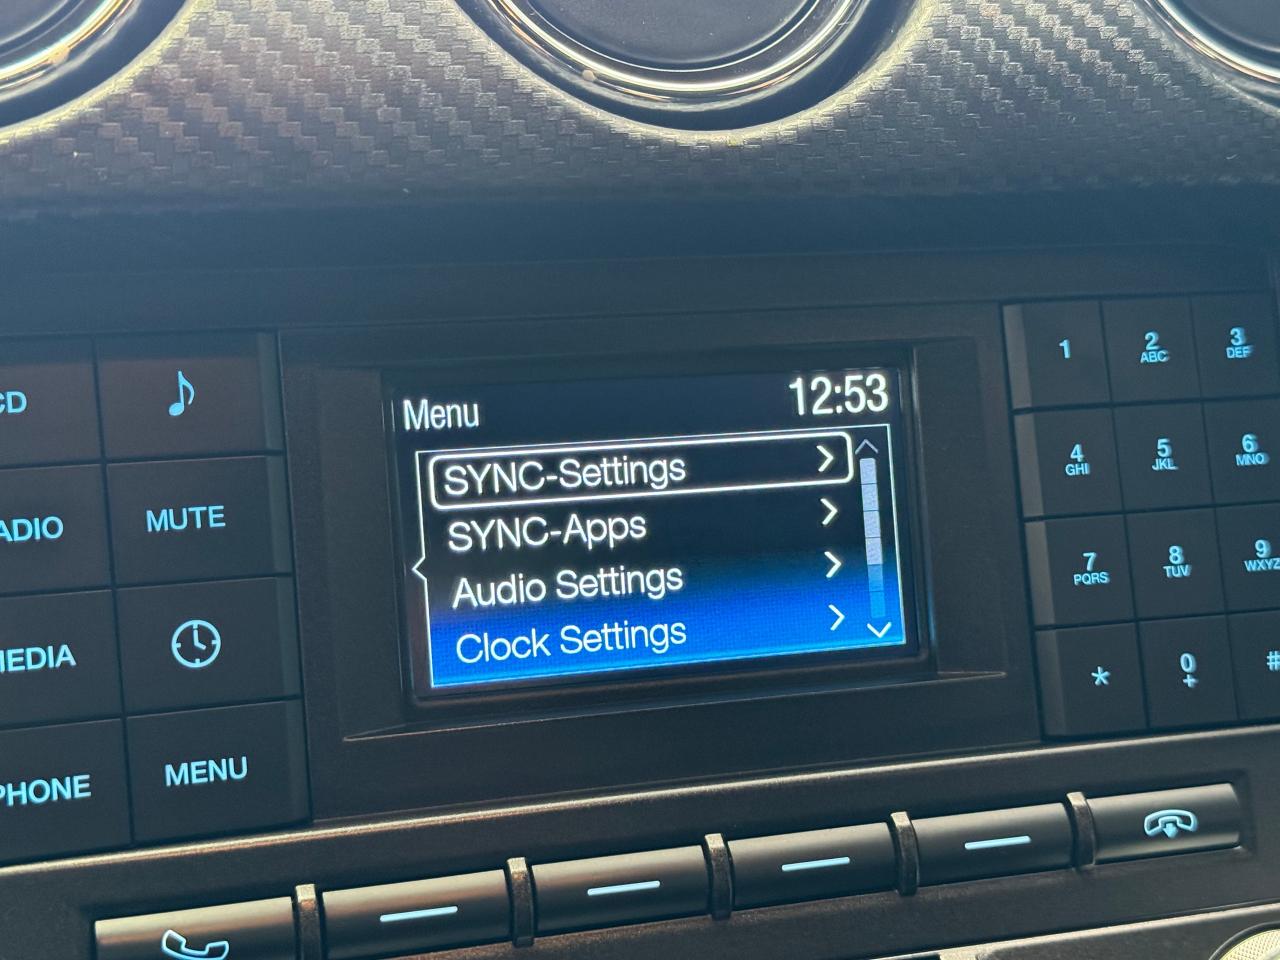 Menu 12:53
SYNC-Settings
SYNC-Apps
Audio Settings
Clock Settings
CD
MUTE
ADIO
MEDIA
PHONE
MENU
1
2
ABC
3
DEF
4
GHI
5
JKL
6
MNO
7
PQRS
8
TUV
9
WXYZ
*
0
+
#